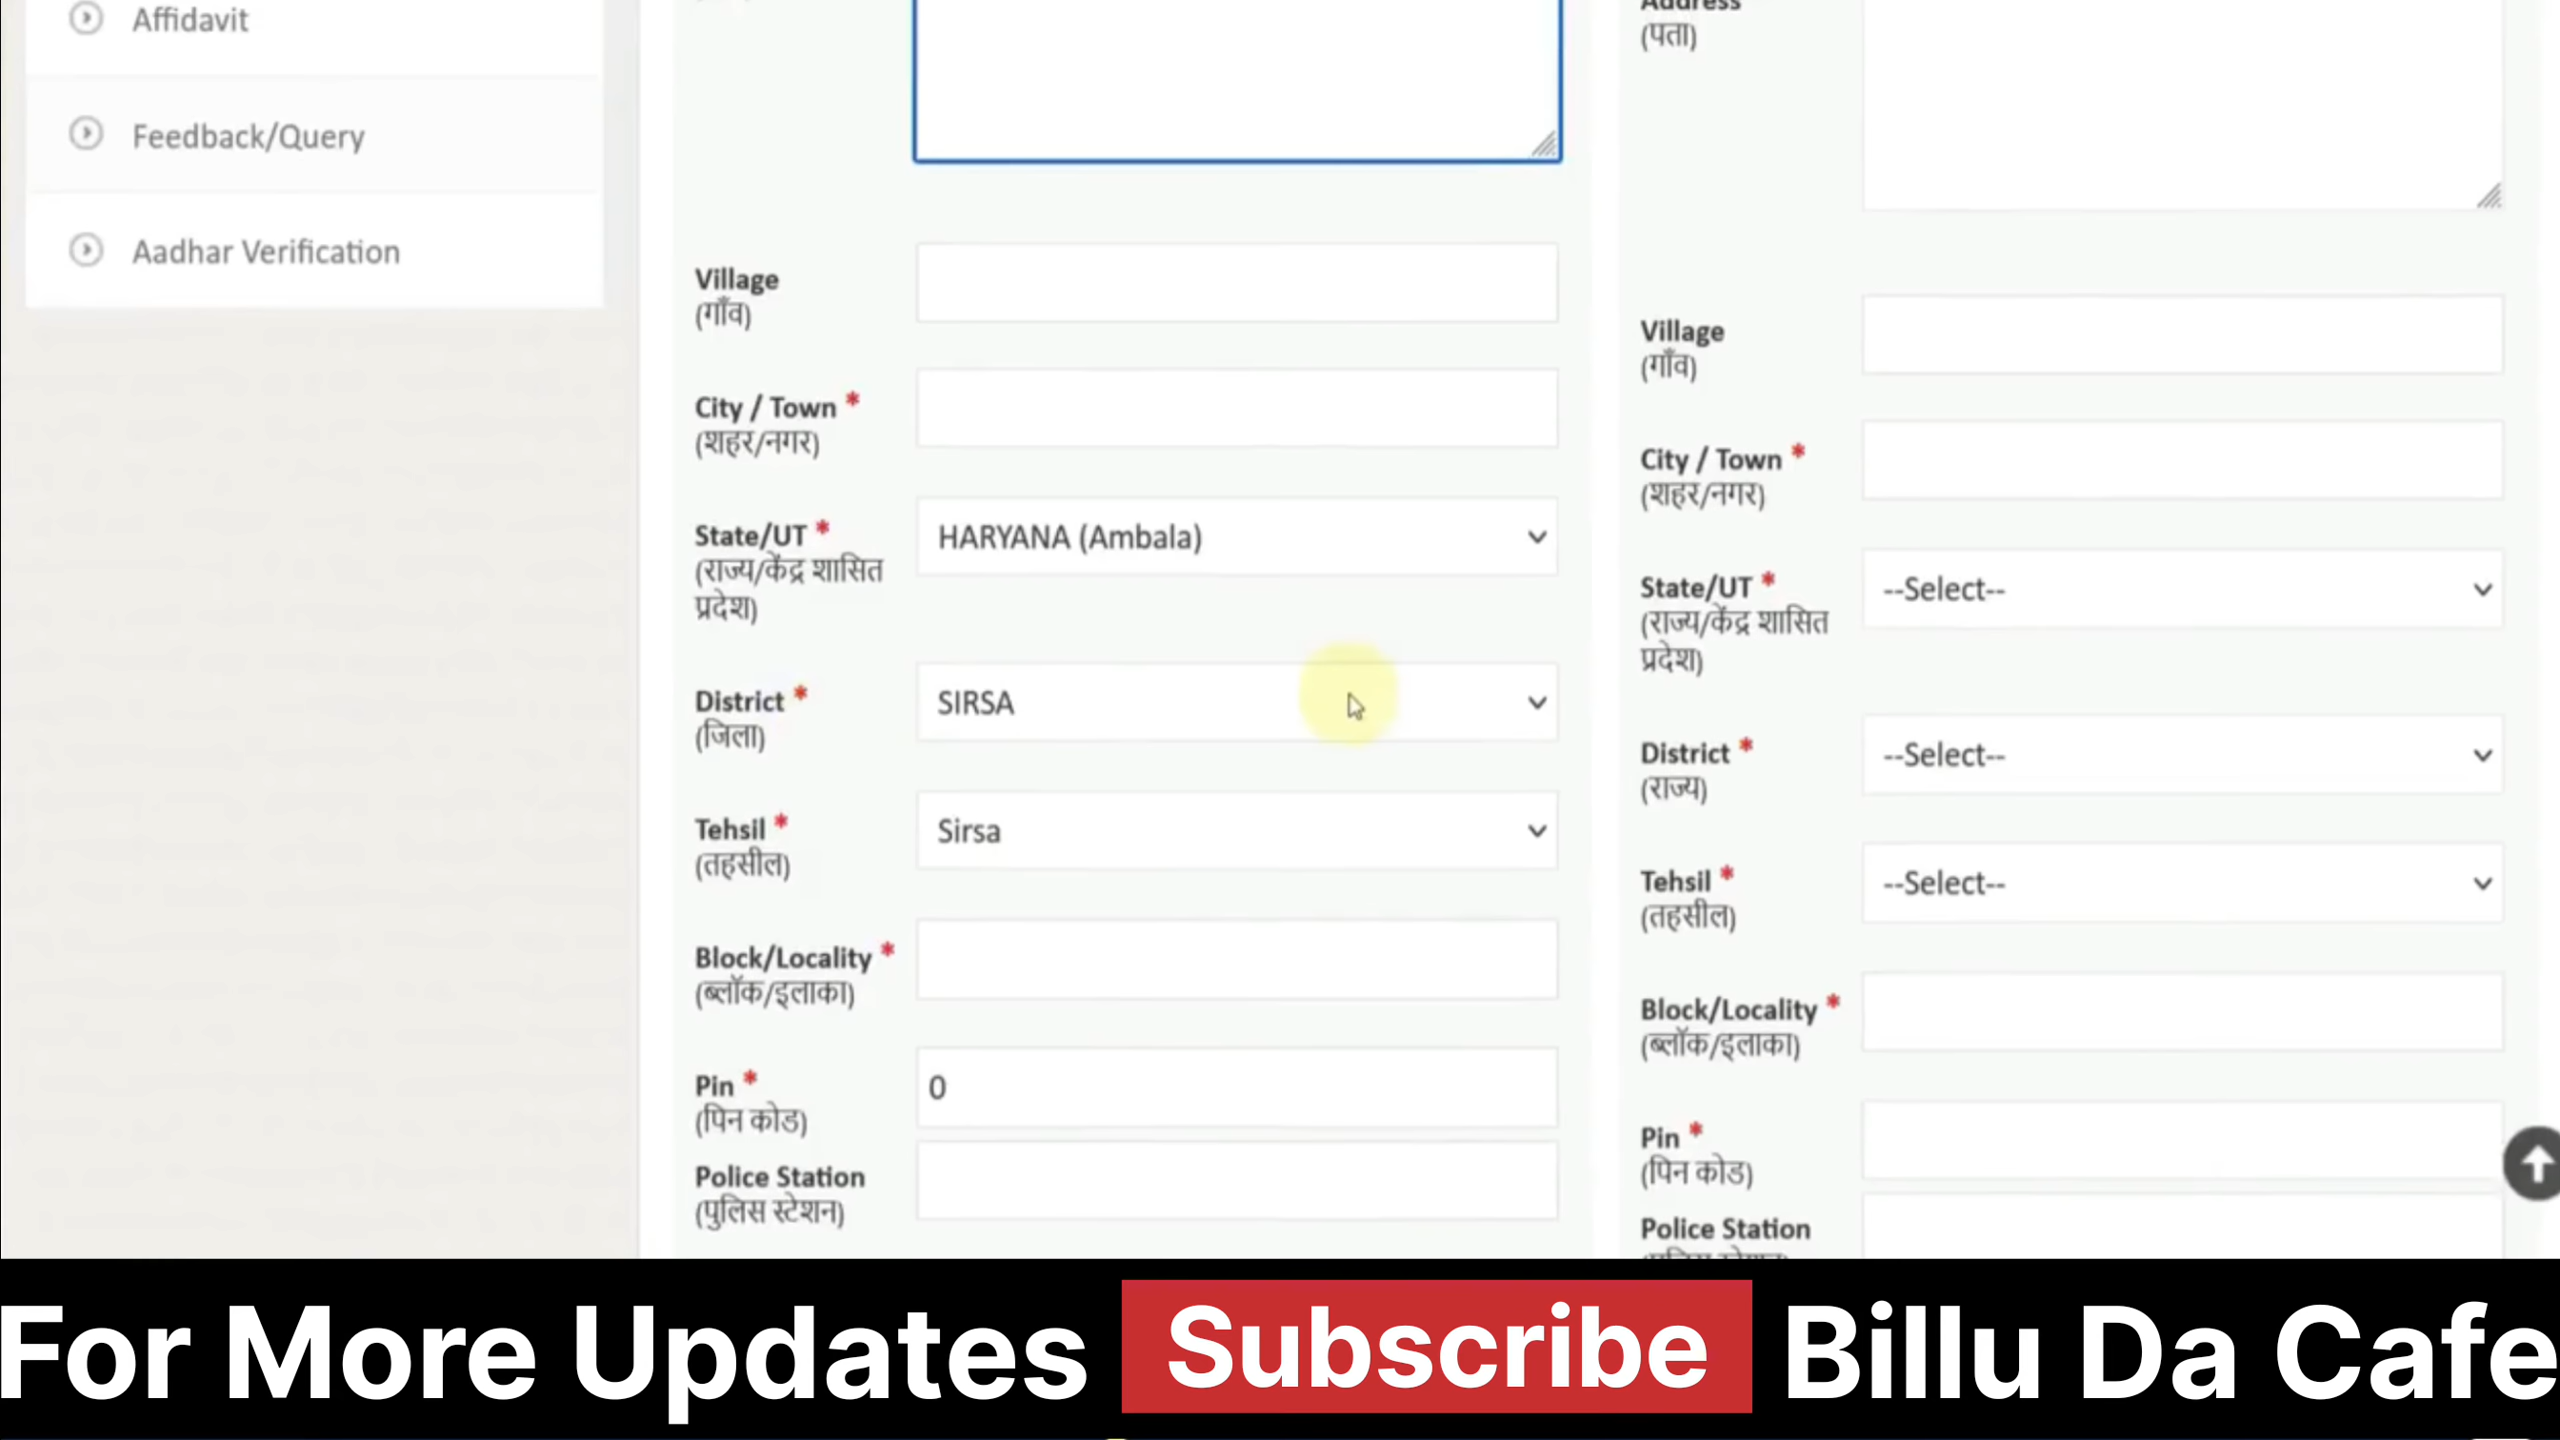 Affidavit
Feedback/Query
Aadhar Verification
Village
(गाँव)
City / Town *
(शहर/नगर)
State/UT *
(राज्य/केंद्र शासित
प्रदेश)
HARYANA (Ambala)
District *
(जिला)
SIRSA
Tehsil *
(तहसील)
Sirsa
Block/Locality *
(ब्लॉक/इलाका)
Pin *
(पिन कोड)
0
Police Station
(पुलिस स्टेशन)
Address
(पता)
Village
(गाँव)
City / Town *
(शहर/नगर)
State/UT *
(राज्य/केंद्र शासित
प्रदेश)
--Select--
District *
(राज्य)
--Select--
Tehsil *
(तहसील)
--Select--
Block/Locality *
(ब्लॉक/इलाका)
Pin *
(पिन कोड)
Police Station
For More Updates Subscribe Billu Da Cafe